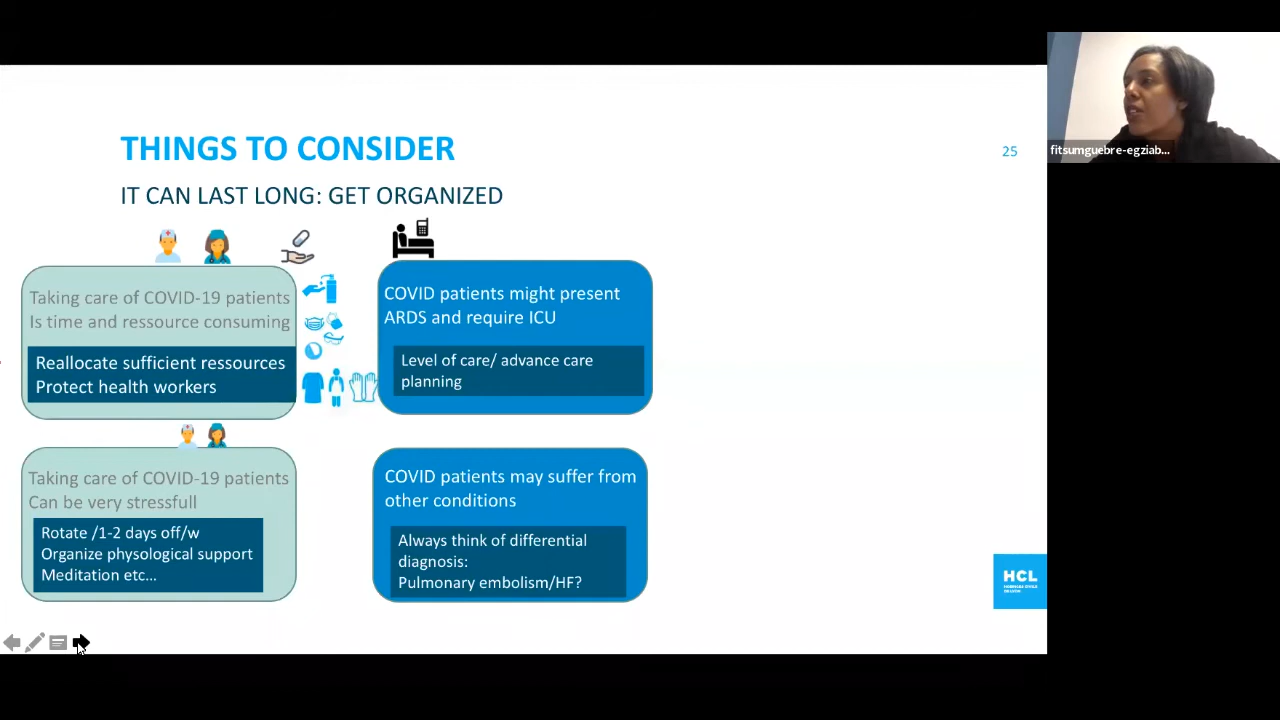 THINGS TO CONSIDER
25
fitsumguebre-egziab...
IT CAN LAST LONG: GET ORGANIZED
Taking care of COVID-19 patients
Is time and ressource consuming
Reallocate sufficient ressources
Protect health workers
COVID patients might present
ARDS and require ICU
Level of care/ advance care
planning
Taking care of COVID-19 patients
Can be very stressfull
Rotate /1-2 days off/w
Organize physological support
Meditation etc...
COVID patients may suffer from
other conditions
Always think of differential
diagnosis:
Pulmonary embolism/HF?
HCL